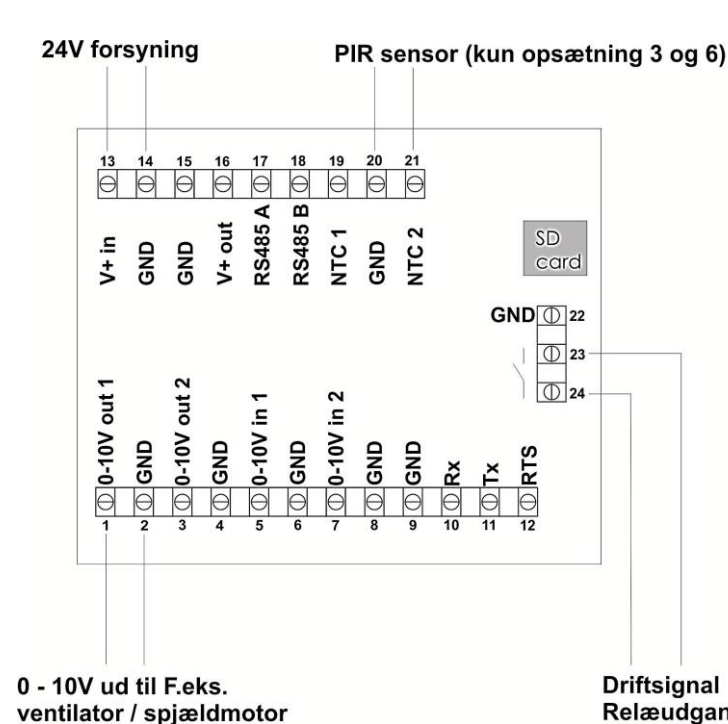 24V forsyning
PIR sensor (kun opsætning 3 og 6)
13 14 15 16 17 18 19 20 21
V+ in
GND
GND
V+ out
RS485 A
RS485 B
NTC 1
GND
NTC 2
SD
card
GND 22
23
24
0-10V out 1
GND
0-10V out 2
GND
0-10V in 1
GND
0-10V in 2
GND
GND
Rx
Tx
RTS
1 2 3 4 5 6 7 8 9 10 11 12
0 - 10V ud til F.eks.
ventilator / spjældmotor
Driftsignal
Relæudgan